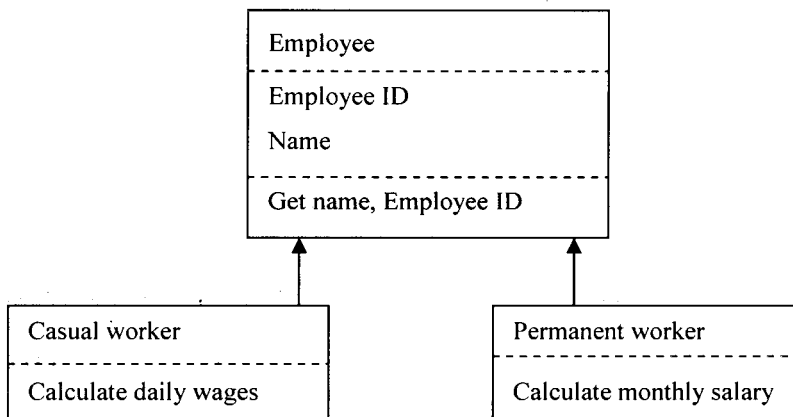 Employee
Employee ID
Name
Get name, Employee ID
Casual worker
Calculate daily wages
Permanent worker
Calculate monthly salary